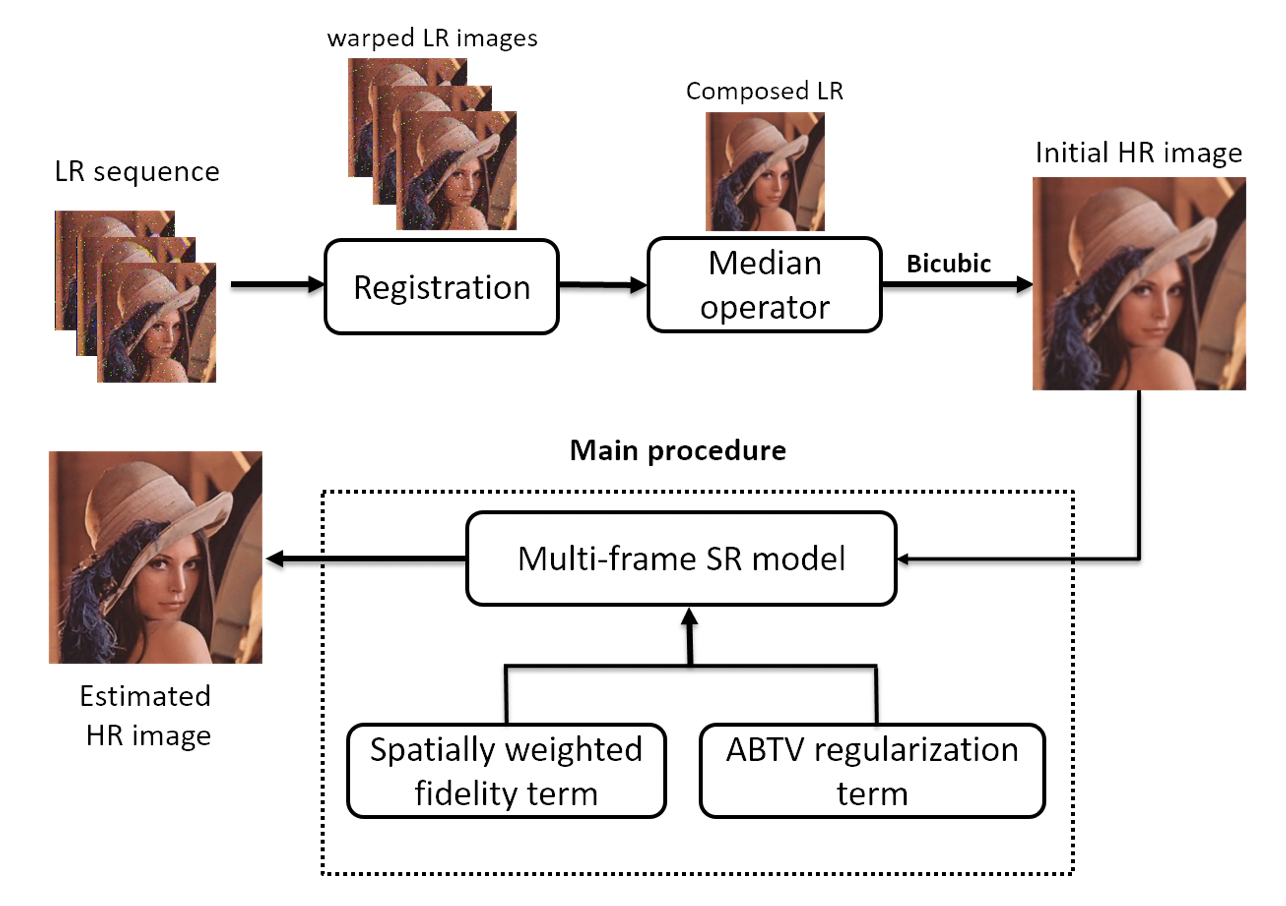 warped LR images
Composed LR
Initial HR image
LR sequence
Registration
Median
operator
Bicubic
Main procedure
Multi-frame SR model
Estimated
HR image
Spatially weighted
fidelity term
ABTV regularization
term